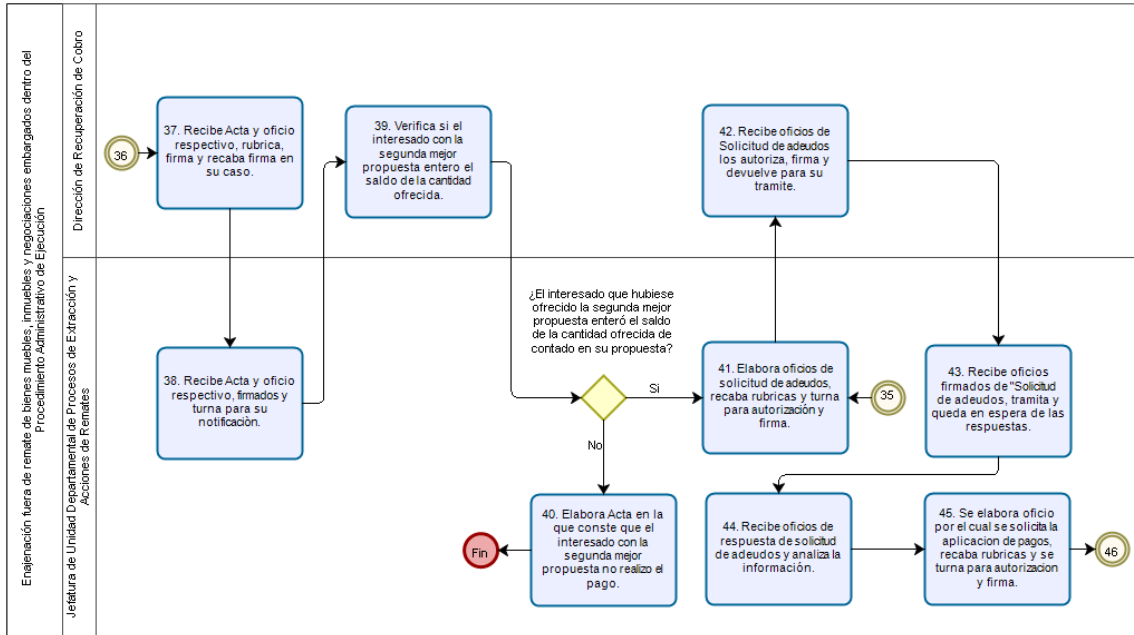 Enajenación fuera de remate de bienes muebles, inmuebles y negociaciones embargados dentro del
Procedimiento Administrativo de Ejecución
Dirección de Recuperación de Cobro
36
37. Recibe Acta y oficio
respectivo, rubrica,
firma y recaba firma en
su caso.
39. Verifica si el
interesado con la
segunda mejor
propuesta entero el
saldo de la cantidad
ofrecida.
42. Recibe oficios de
Solicitud de adeudos
los autoriza, firma y
devuelve para su
tramite.
Jefatura de Unidad Departamental de Procesos de Extracción y
Acciones de Remates
38. Recibe Acta y oficio
respectivo, firmados y
turna para su
notificaciòn.
¿El interesado que hubiese
ofrecido la segunda mejor
propuesta enteró el saldo
de la cantidad ofrecida de
contado en su propuesta?
Si
No
41. Elabora oficios de
solicitud de adeudos,
recaba rubricas y turna
para autorización y
firma.
35
43. Recibe oficios
firmados de "Solicitud
de adeudos, tramita y
queda en espera de las
respuestas.
Fin
40. Elabora Acta en la
que conste que el
interesado con la
segunda mejor
propuesta no realizo el
pago.
44. Recibe oficios de
respuesta de solicitud
de adeudos y analiza la
información.
45. Se elabora oficio
por el cual se solicita la
aplicacion de pagos,
recaba rubricas y se
turna para autorizacion
y firma.
46